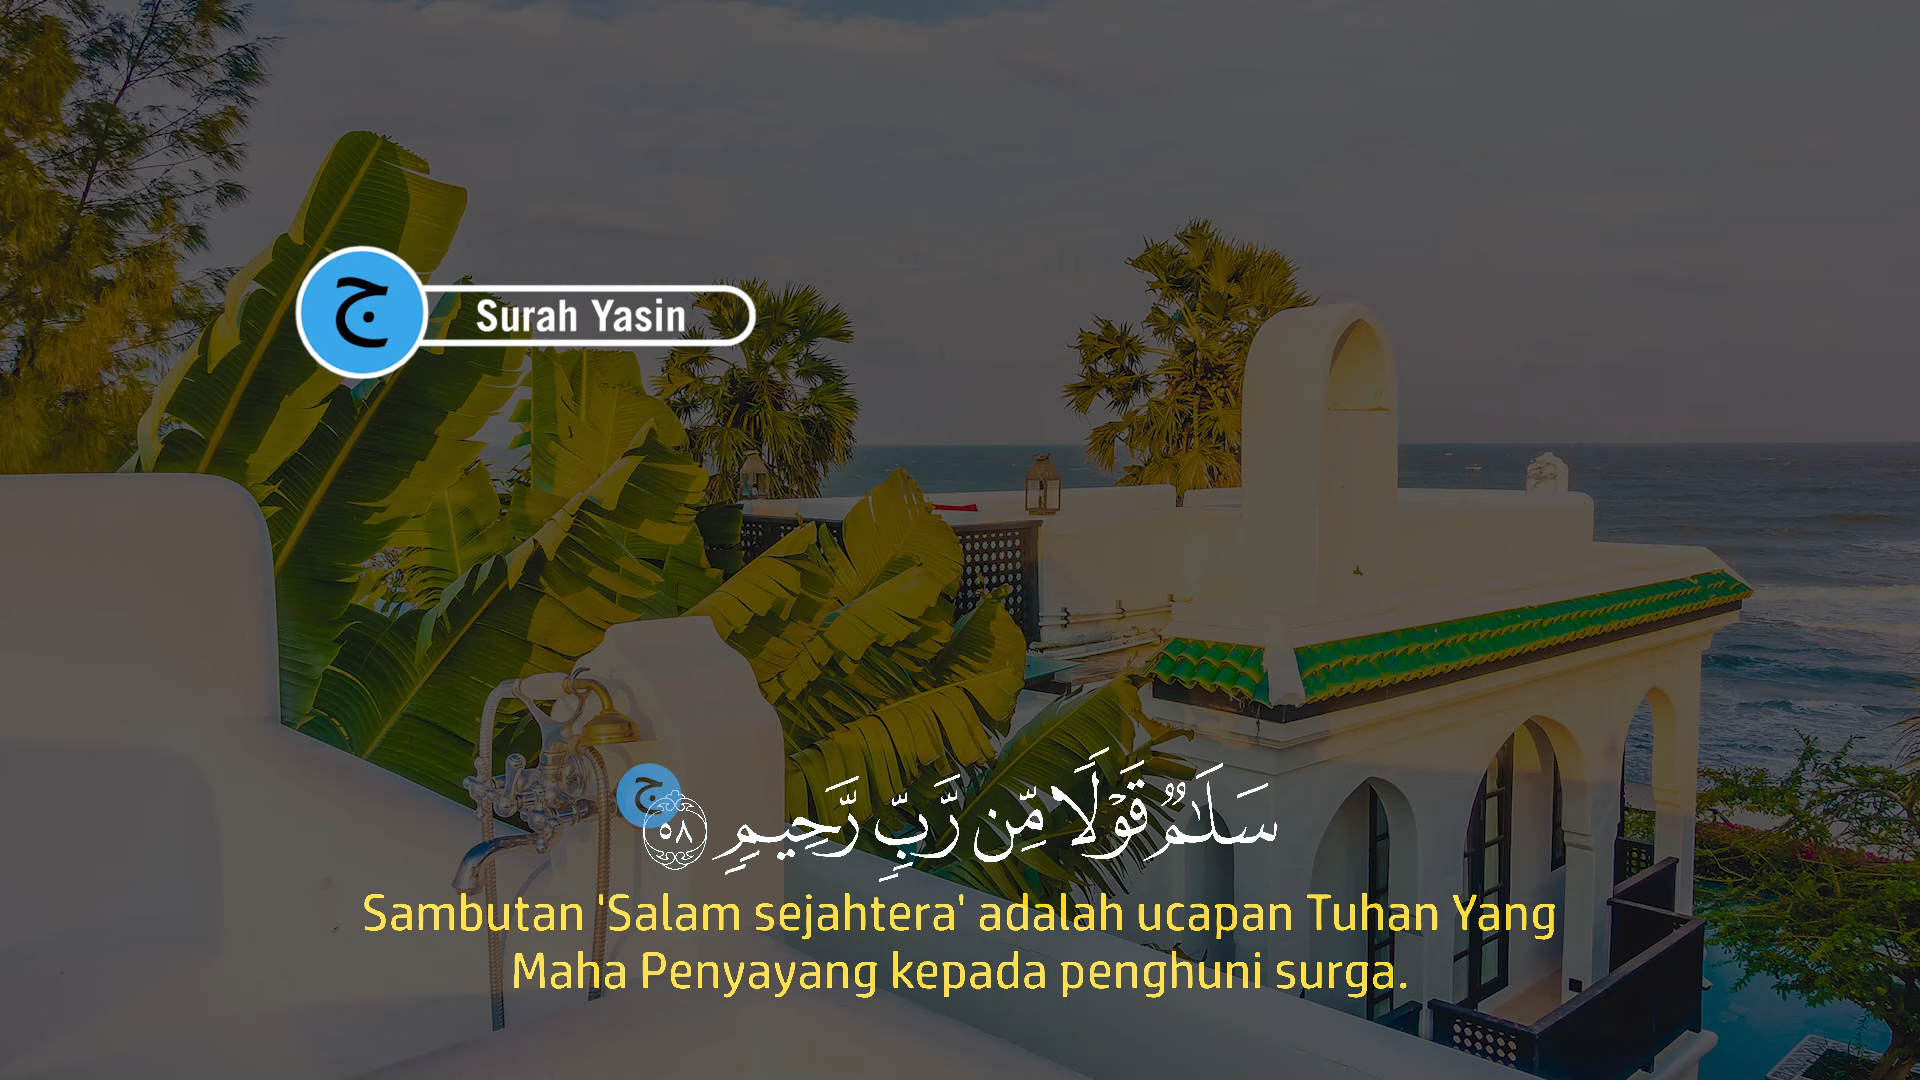 ج
Surah Yasin
سَلَٰمٌ قَوْلًا مِّن رَّبٍّ رَّحِيمٍ ٥٨
ج
Sambutan 'Salam sejahtera' adalah ucapan Tuhan Yang
Maha Penyayang kepada penghuni surga.